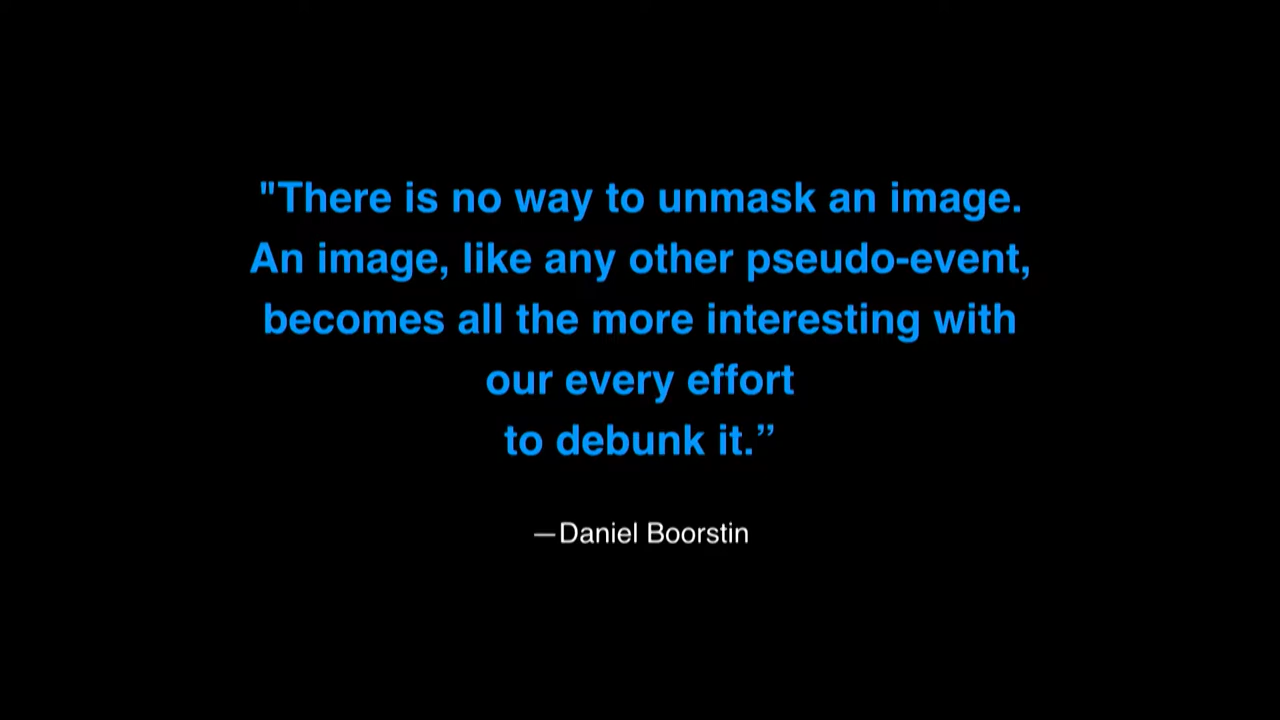 "There is no way to unmask an image.
An image, like any other pseudo-event,
becomes all the more interesting with
our every effort
to debunk it.”
—Daniel Boorstin